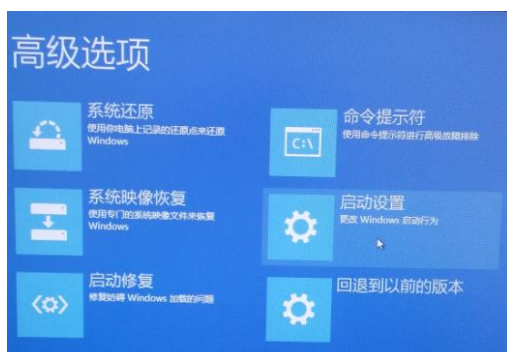 高级选项
系统还原
使用你电脑上记录的还原点来还原
Windows
命令提示符
使用命令提示符进行高级故障排除
C:\
系统映像恢复
使用专门的系统映像文件来恢复
Windows
启动设置
更改 Windows 启动行为
启动修复
修复妨碍 Windows 加载的问题
回退到以前的版本